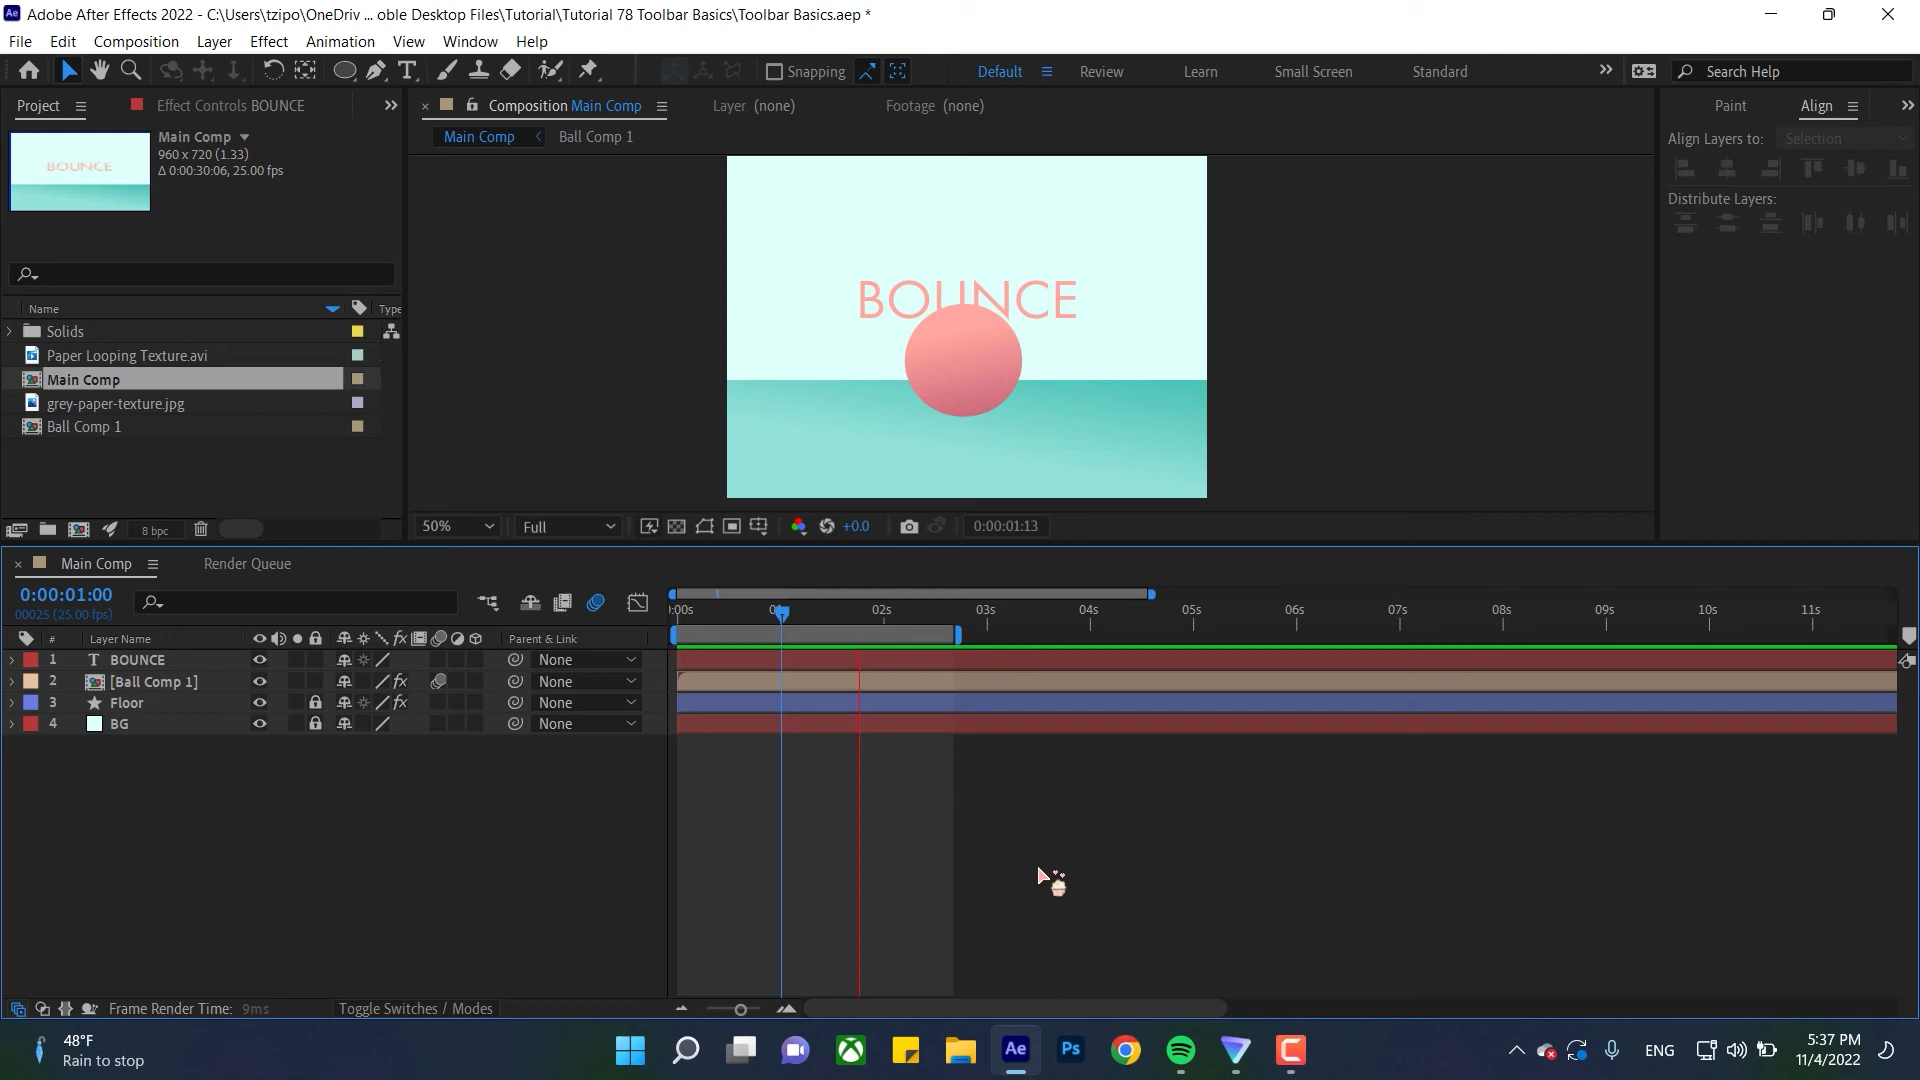 Ae Adobe After Effects 2022 - C:\Users\tzipo\OneDriv ... oble Desktop Files\Tutorial\Tutorial 78 Toolbar Basics\Toolbar Basics.aep *
File Edit Composition Layer Effect Animation View Window Help
Snapping Default Review Learn Small Screen Standard Search Help
Project Effect Controls BOUNCE Composition Main Comp Layer (none) Footage (none) Paint Align
Main Comp
960 x 720 (1.33)
Δ 0:00:30:06, 25.00 fps
Main Comp Ball Comp 1
Align Layers to: Selection
Distribute Layers:
BOUNCE
BOUNCE
Name Type
Solids
Paper Looping Texture.avi
Main Comp
grey-paper-texture.jpg
Ball Comp 1
8 bpc
50% Full +0.0 0:00:01:13
Main Comp Render Queue
0:00:01:00
00025 (25.00 fps)
:00s 02s 03s 04s 05s 06s 07s 08s 09s 10s 11s
# Layer Name fx Parent & Link
1 T BOUNCE None
2 [Ball Comp 1] fx None
3 Floor fx None
4 BG None
Frame Render Time: 9ms Toggle Switches / Modes
48°F
Rain to stop
Ae Ps
ENG
5:37 PM
11/4/2022